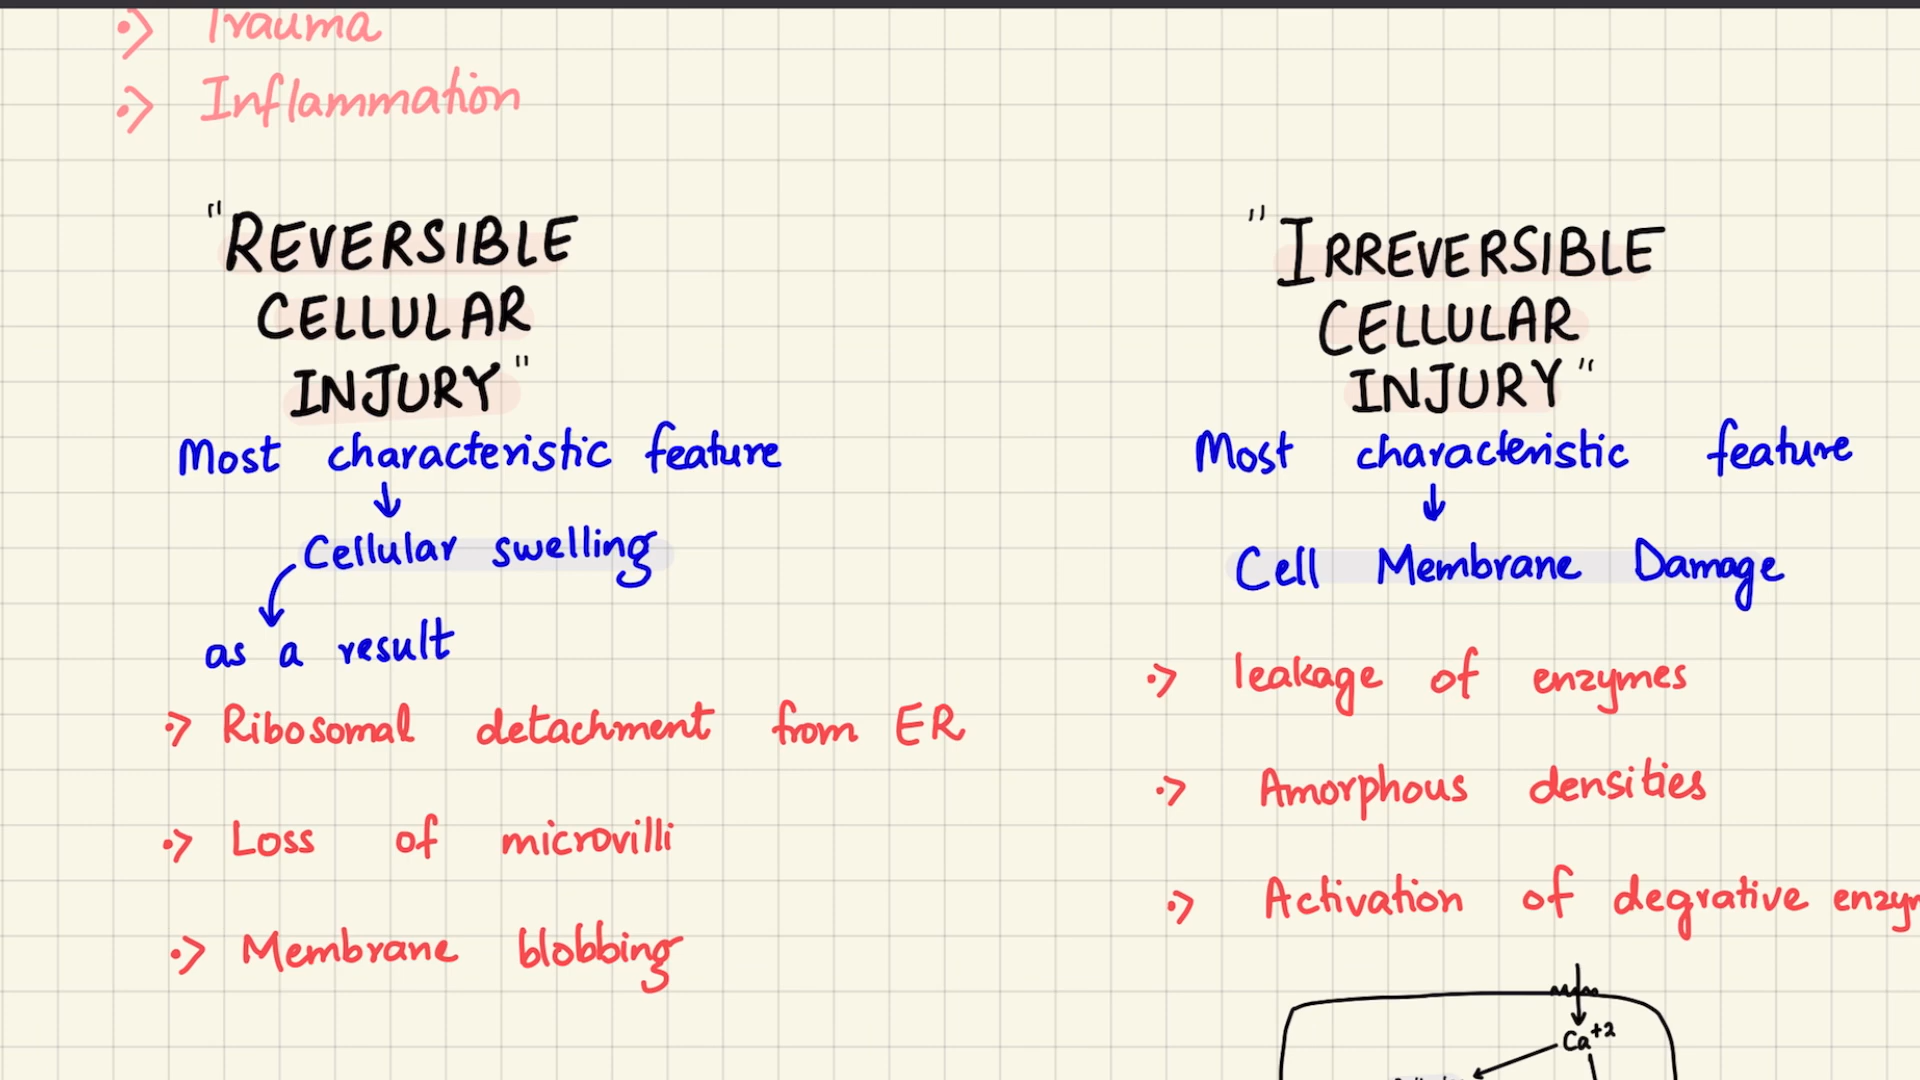 Trauma
Inflammation
"REVERSIBLE
CELLULAR
INJURY"
Most characteristic feature
Cellular swelling
as a result
Ribosomal detachment from ER
Loss of microvilli
Membrane blobbing
"IRREVERSIBLE
CELLULAR
INJURY"
Most characteristic feature
Cell Membrane Damage
leakage of enzymes
Amorphous densities
Activation of degrative
Ca+2